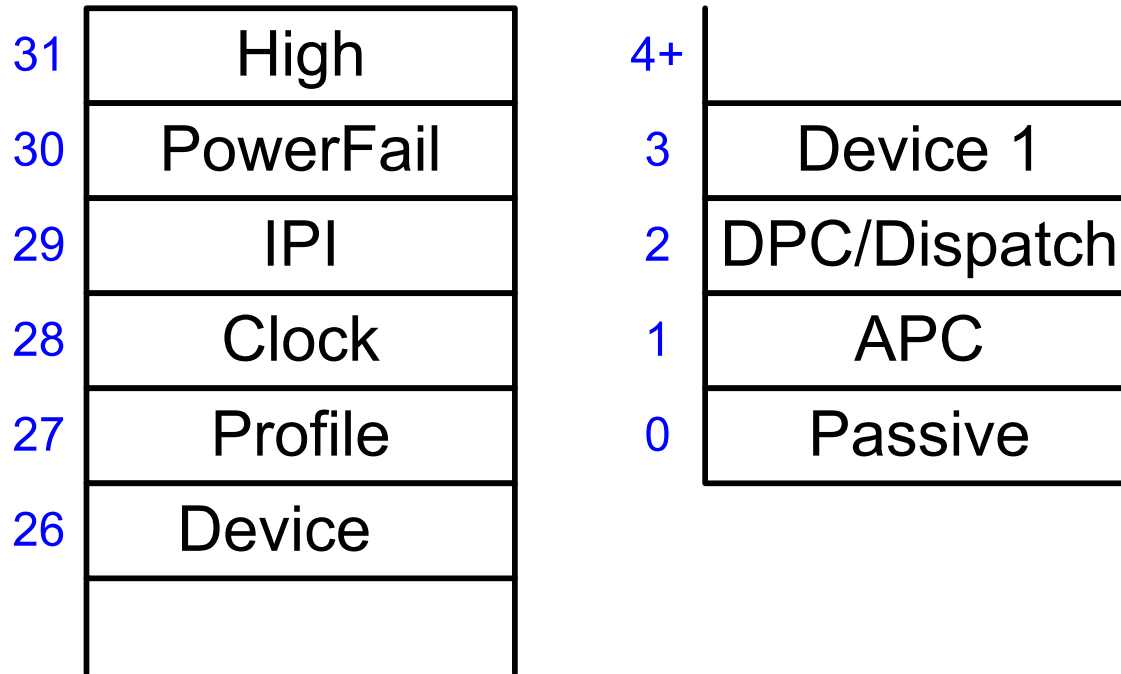 31 High
30 PowerFail
29 IPI
28 Clock
27 Profile
26 Device
4+
3 Device 1
2 DPC/Dispatch
1 APC
0 Passive